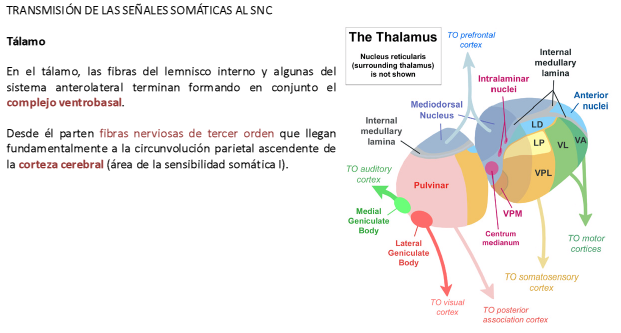 TRANSMISIÓN DE LAS SEÑALES SOMÁTICAS AL SNC
Tálamo
En el tálamo, las fibras del lemnisco interno y algunas del
sistema anterolateral terminan formando en conjunto el
complejo ventrobasal.
Desde él parten fibras nerviosas de tercer orden que llegan
fundamentalmente a la circunvolución parietal ascendente de
la corteza cerebral (área de la sensibilidad somática I).
The Thalamus
Nucleus reticularis
(surrounding thalamus)
is not shown
TO prefrontal
cortex
Internal
medullary
lamina
Intralaminar
nuclei
Mediodorsal
Nucleus
Anterior
nuclei
Internal
medullary
lamina
LD
LP
VL
VA
VPL
VPM
TO auditory
cortex
Pulvinar
Medial
Geniculate
Body
Lateral
Geniculate
Body
Centrum
medianum
TO motor
cortices
TO somatosensory
cortex
TO visual
cortex
TO posterior
association cortex